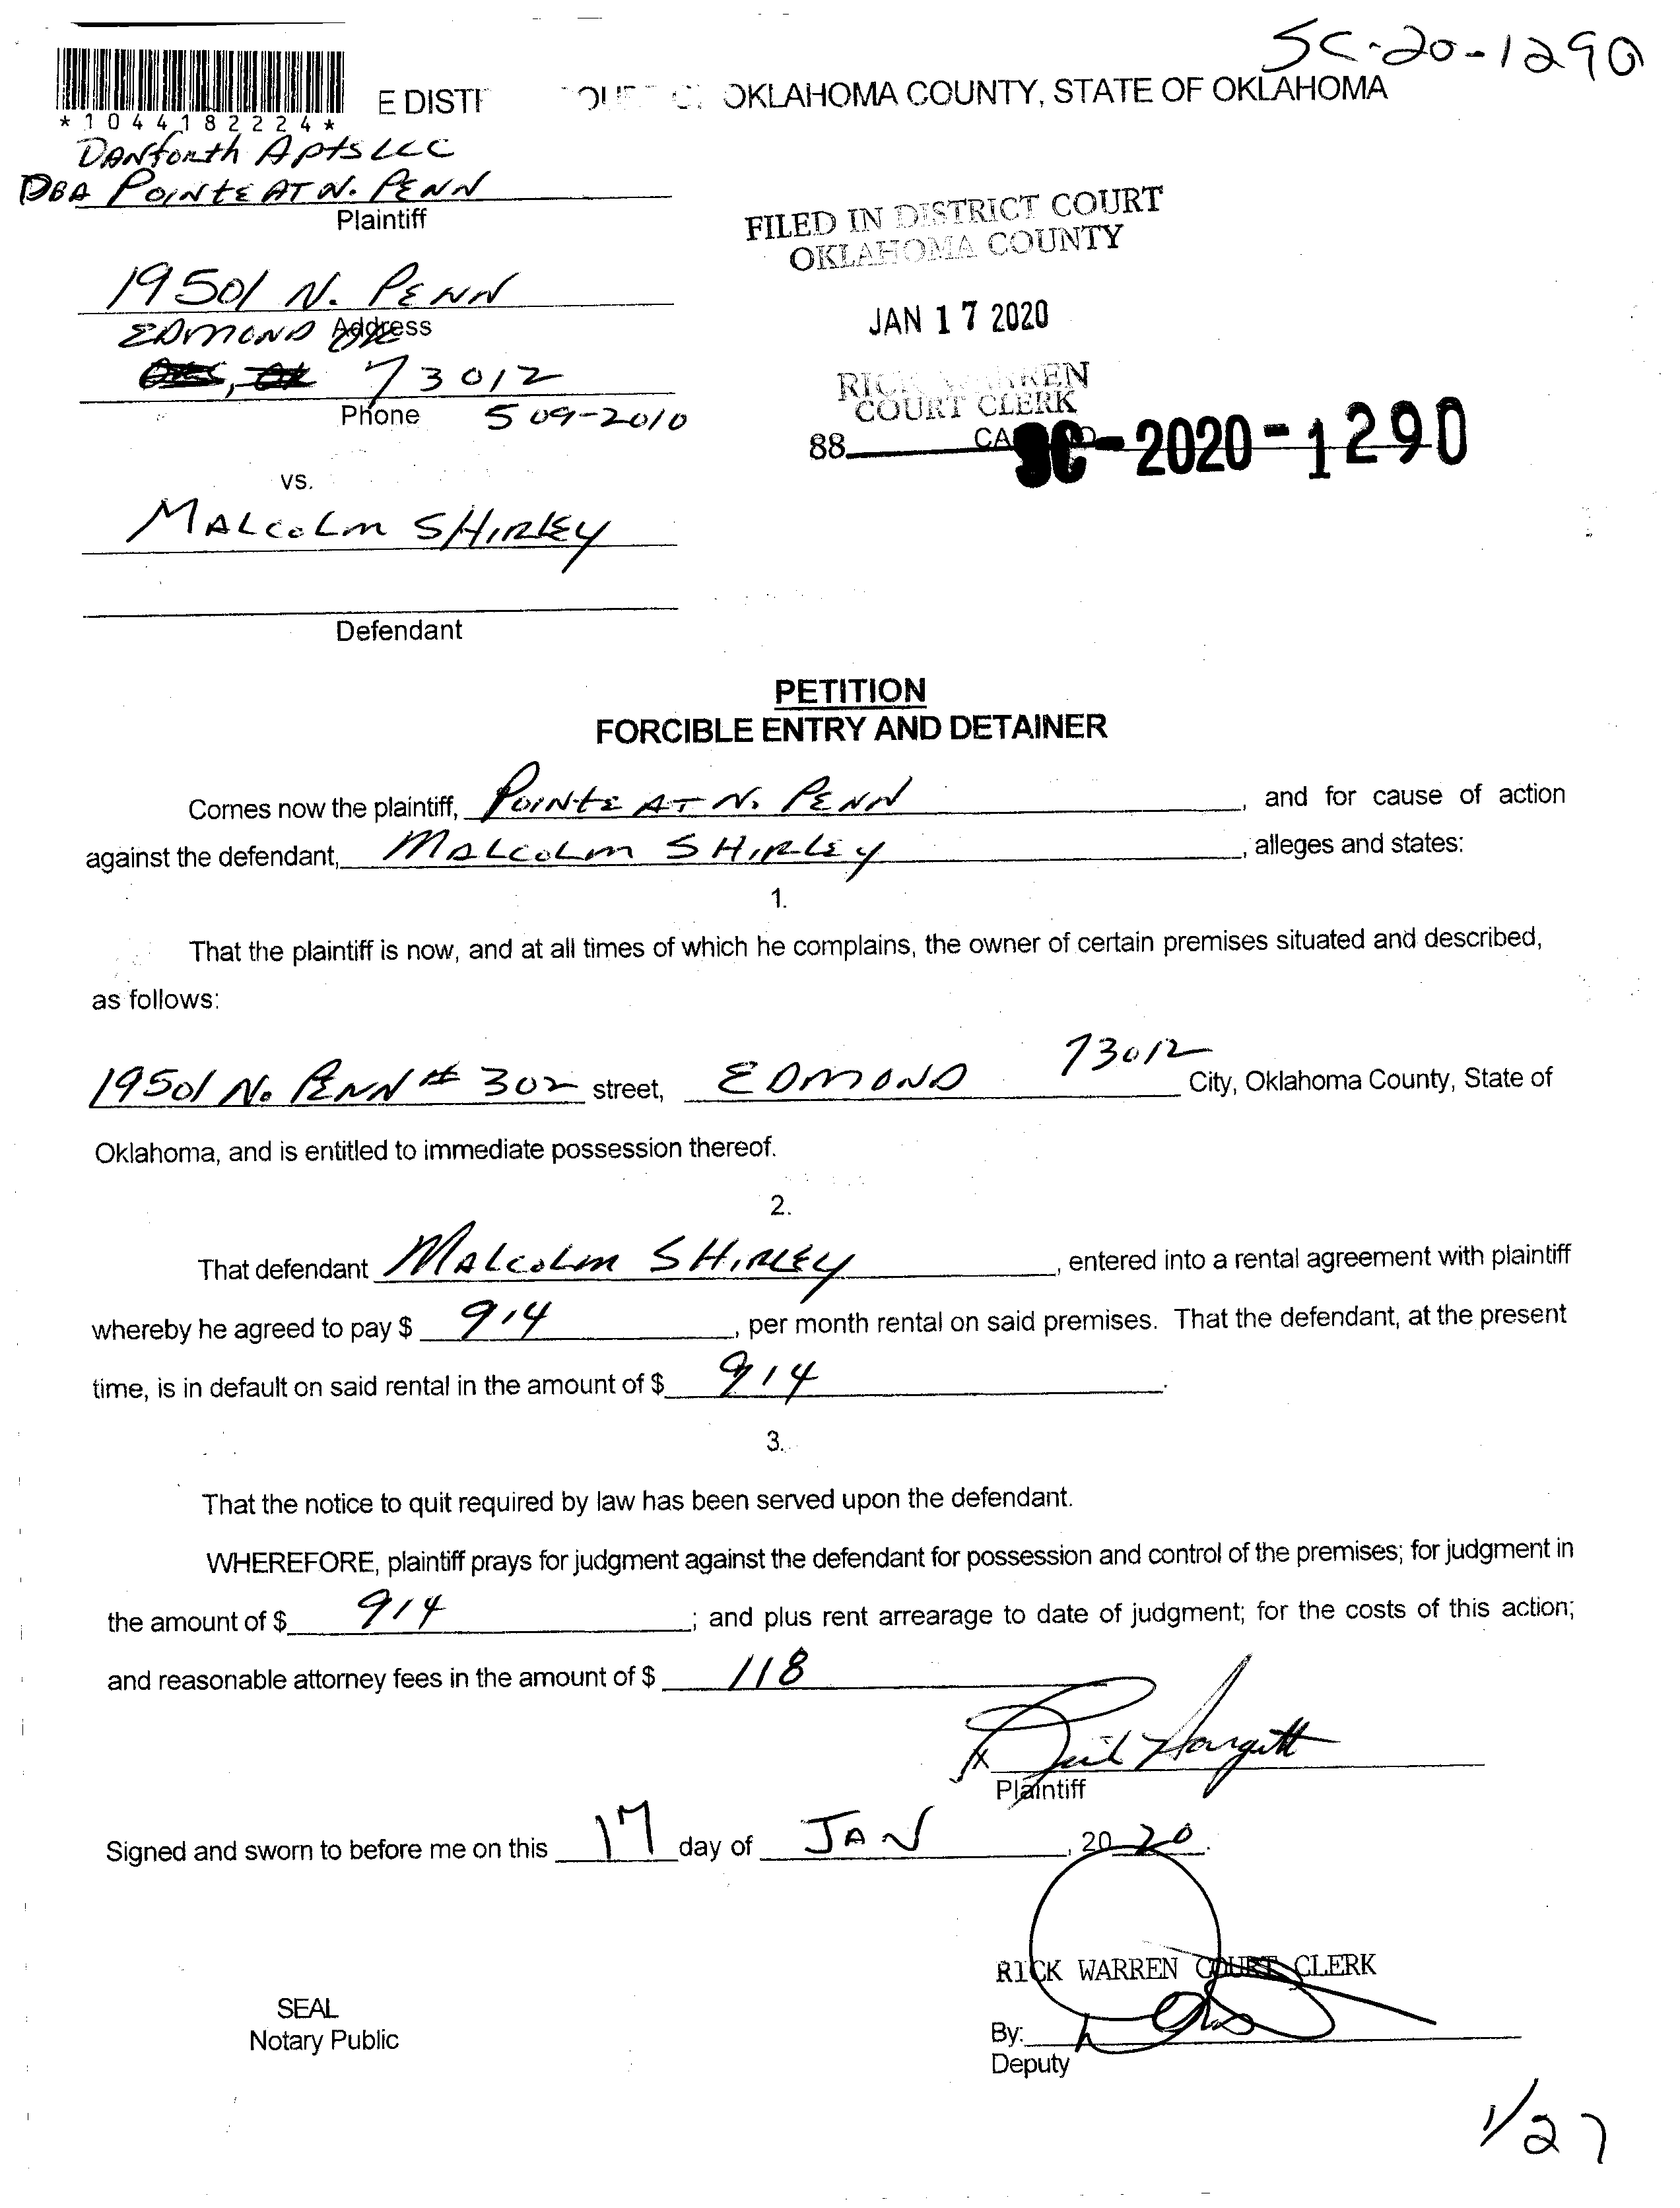 SC-20-1290
E DISTR OKLAHOMA COUNTY, STATE OF OKLAHOMA
*1044182224*
DANforth Apts LLC
DBA POINTE AT N. PENN
Plaintiff
FILED IN DISTRICT COURT
OKLAHOMA COUNTY
19501 N. PENN
JAN 17 2020
EDMOND OK
Address
73012
RICK WARREN
COURT CLERK
Phone 509-2010
88
SC-2020-1290
vs.
MALCOLM SHIRLEY
Defendant
PETITION
FORCIBLE ENTRY AND DETAINER
Comes now the plaintiff, POINTE AT N. PENN, and for cause of action
against the defendant, MALCOLM SHIRLEY, alleges and states:
1.
That the plaintiff is now, and at all times of which he complains, the owner of certain premises situated and described,
as follows:
19501 N. PENN # 302 street, EDMOND 73012 City, Oklahoma County, State of
Oklahoma, and is entitled to immediate possession thereof.
2.
That defendant MALCOLM SHIRLEY, entered into a rental agreement with plaintiff
whereby he agreed to pay $ 914, per month rental on said premises. That the defendant, at the present
time, is in default on said rental in the amount of $ 914.
3.
That the notice to quit required by law has been served upon the defendant.
WHEREFORE, plaintiff prays for judgment against the defendant for possession and control of the premises; for judgment in
the amount of $ 914; and plus rent arrearage to date of judgment; for the costs of this action;
and reasonable attorney fees in the amount of $ 118
X
Plaintiff
Signed and sworn to before me on this 17 day of JAN, 2020.
RICK WARREN COURT CLERK
SEAL
Notary Public
By:
Deputy
1/27